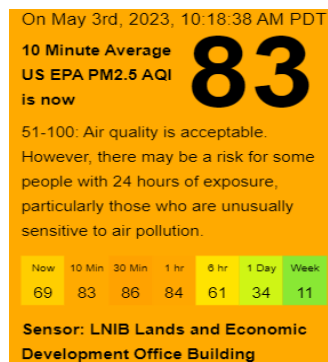 On May 3rd, 2023, 10:18:38 AM PDT
10 Minute Average
US EPA PM2.5 AQI
is now
83
51-100: Air quality is acceptable.
However, there may be a risk for some
people with 24 hours of exposure,
particularly those who are unusually
sensitive to air pollution.
Now 10 Min 30 Min 1 hr 6 hr 1 Day Week
69 83 86 84 61 34 11
Sensor: LNIB Lands and Economic
Development Office Building